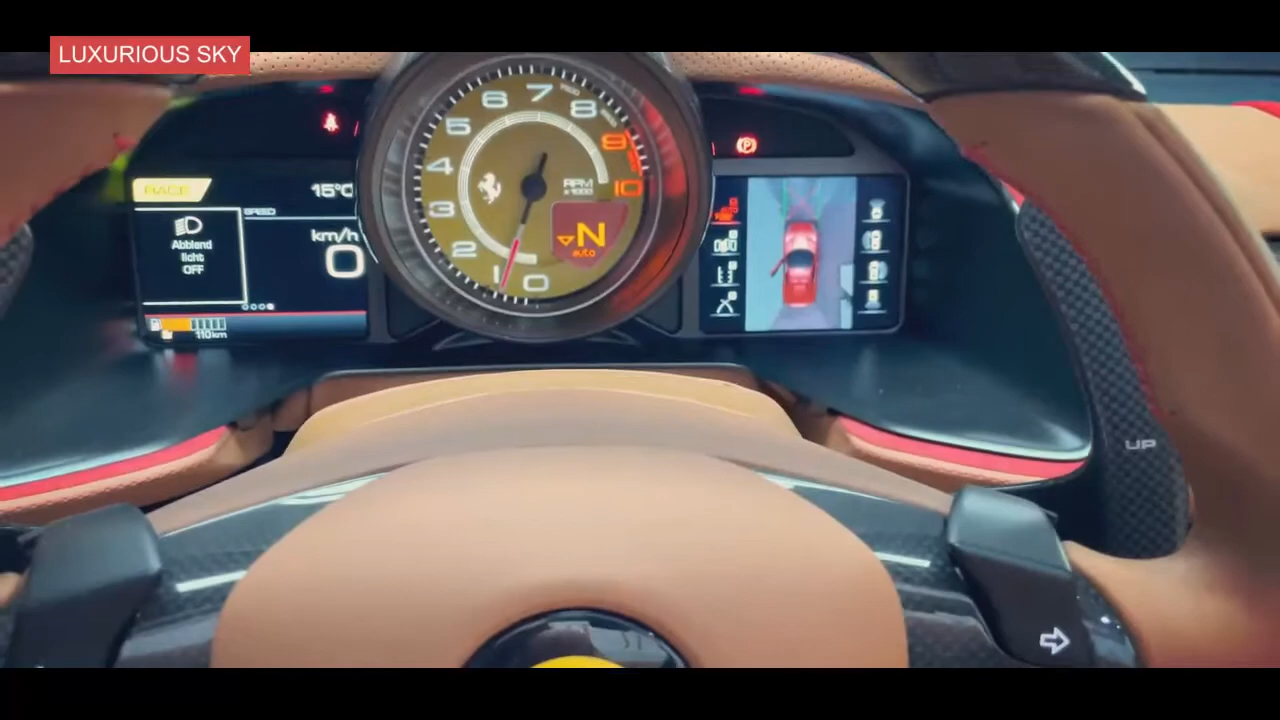 LUXURIOUS SKY
RACE
15°C
Abblend
licht
OFF
SPEED
km/h
0
110km
0
1
2
3
4
5
6
7
8
9
10
RPM
x1000
N
auto
P
UP